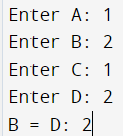 Enter A: 1
Enter B: 2
Enter C: 1
Enter D: 2
B = D: 2